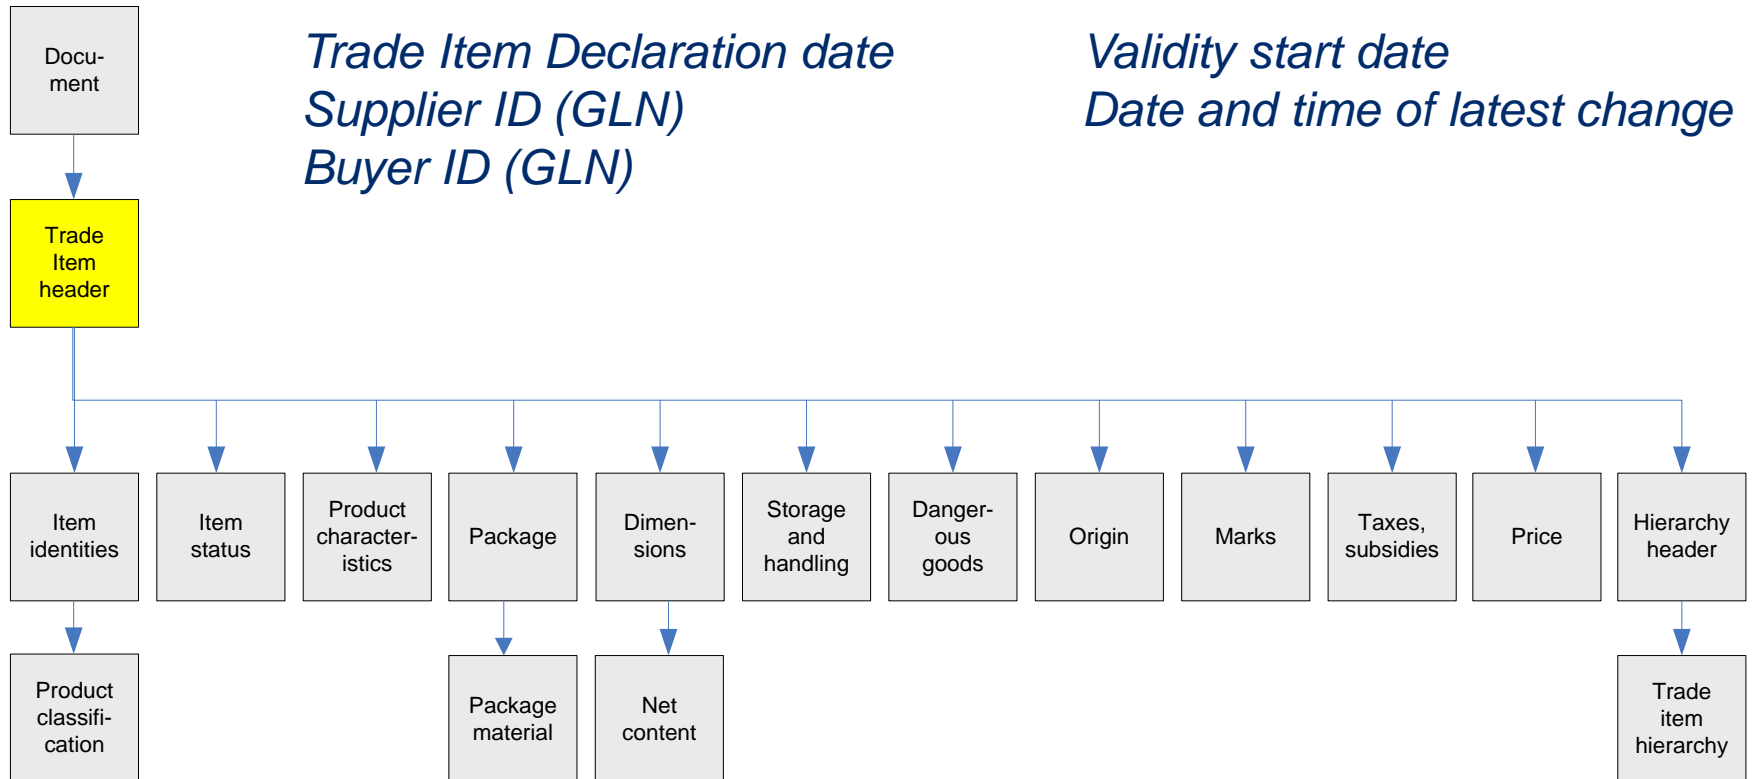 Docu-
ment
Trade Item Declaration date
Supplier ID (GLN)
Buyer ID (GLN)
Validity start date
Date and time of latest change
Trade
Item
header
Item
identities
Item
status
Product
character-
istics
Package
Dimen-
sions
Storage
and
handling
Danger-
ous
goods
Origin
Marks
Taxes,
subsidies
Price
Hierarchy
header
Product
classifi-
cation
Package
material
Net
content
Trade
item
hierarchy